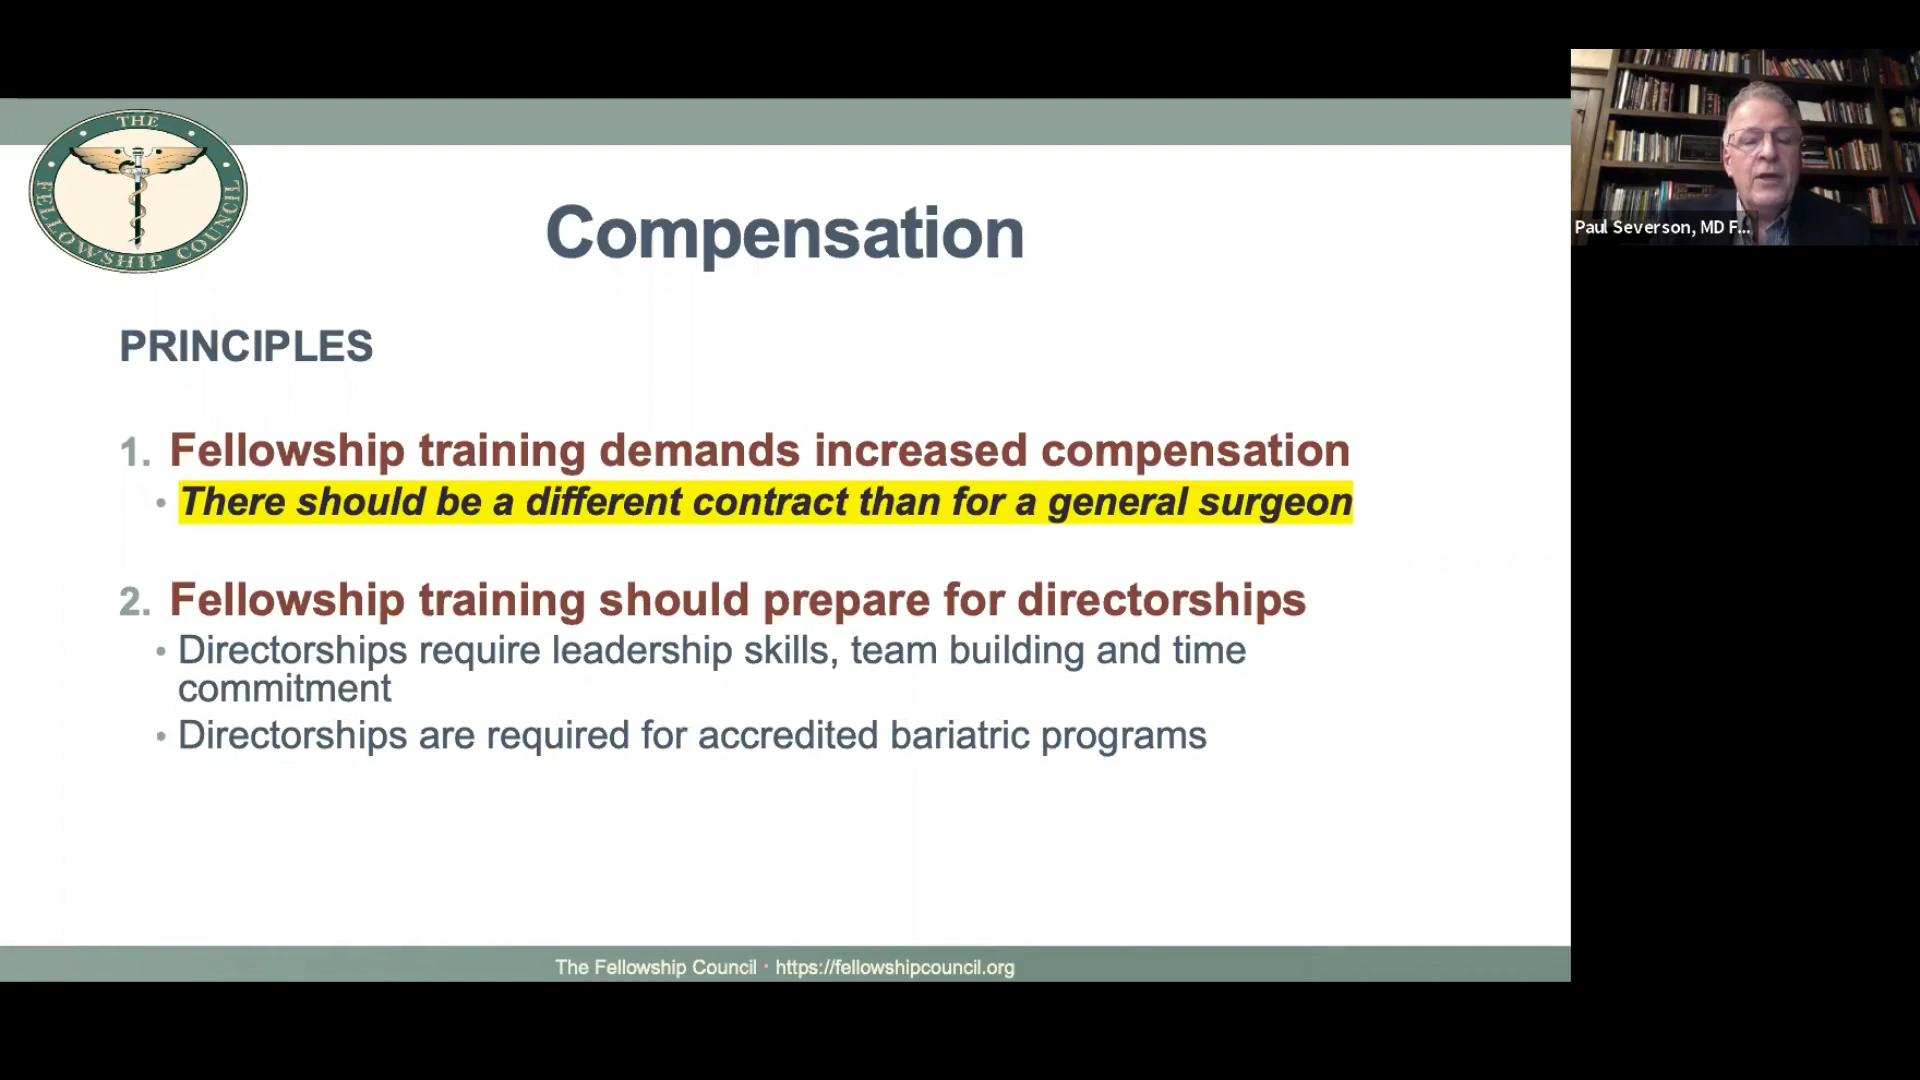 THE
FELLOWSHIP COUNCIL
Compensation
PRINCIPLES
1. Fellowship training demands increased compensation
• There should be a different contract than for a general surgeon
2. Fellowship training should prepare for directorships
• Directorships require leadership skills, team building and time
commitment
• Directorships are required for accredited bariatric programs
The Fellowship Council · https://fellowshipcouncil.org
Paul Severson, MD F...